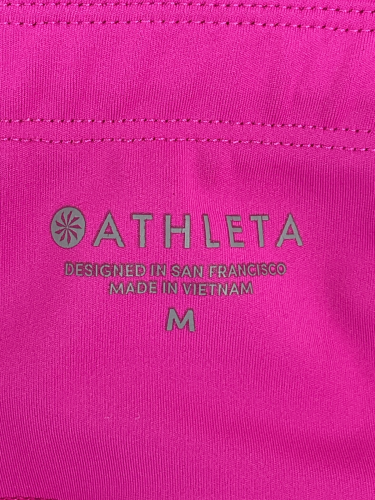 ATHLETA
DESIGNED IN SAN FRANCISCO
MADE IN VIETNAM
M